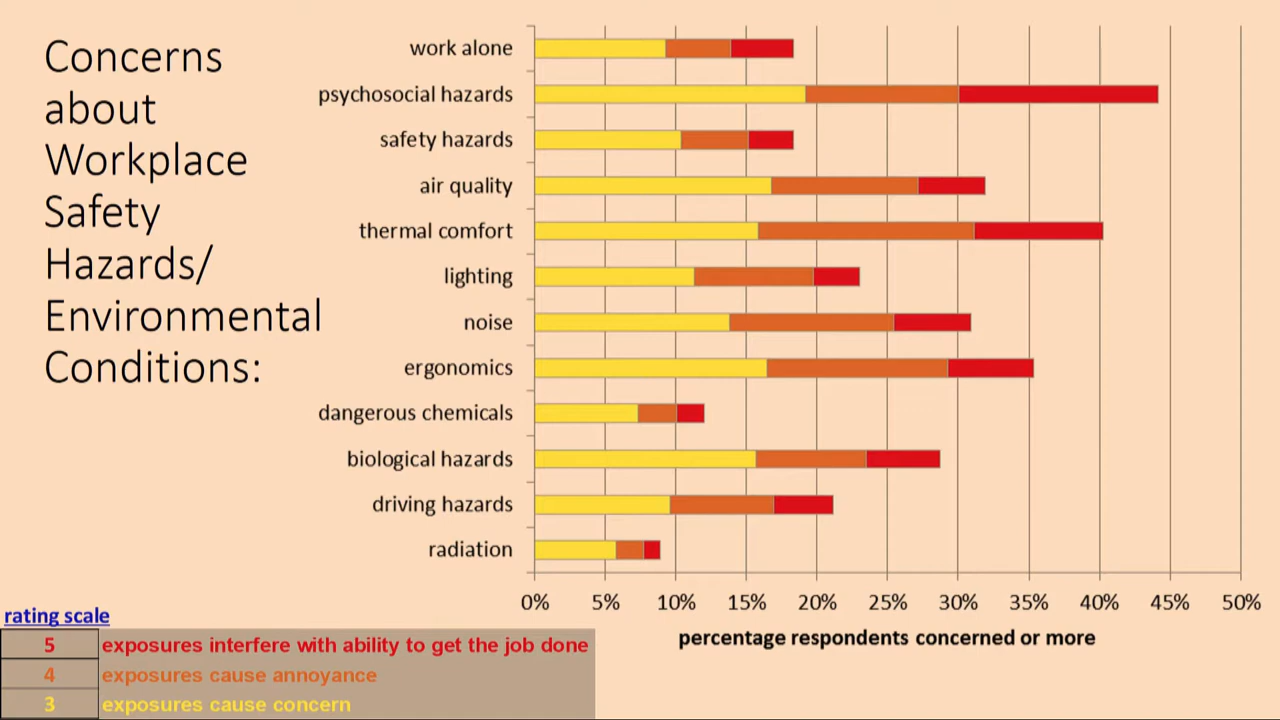 Concerns
about
Workplace
Safety
Hazards/
Environmental
Conditions:
work alone
psychosocial hazards
safety hazards
air quality
thermal comfort
lighting
noise
ergonomics
dangerous chemicals
biological hazards
driving hazards
radiation
0% 5% 10% 15% 20% 25% 30% 35% 40% 45% 50%
percentage respondents concerned or more
rating scale
5 exposures interfere with ability to get the job done
4 exposures cause annoyance
3 exposures cause concern